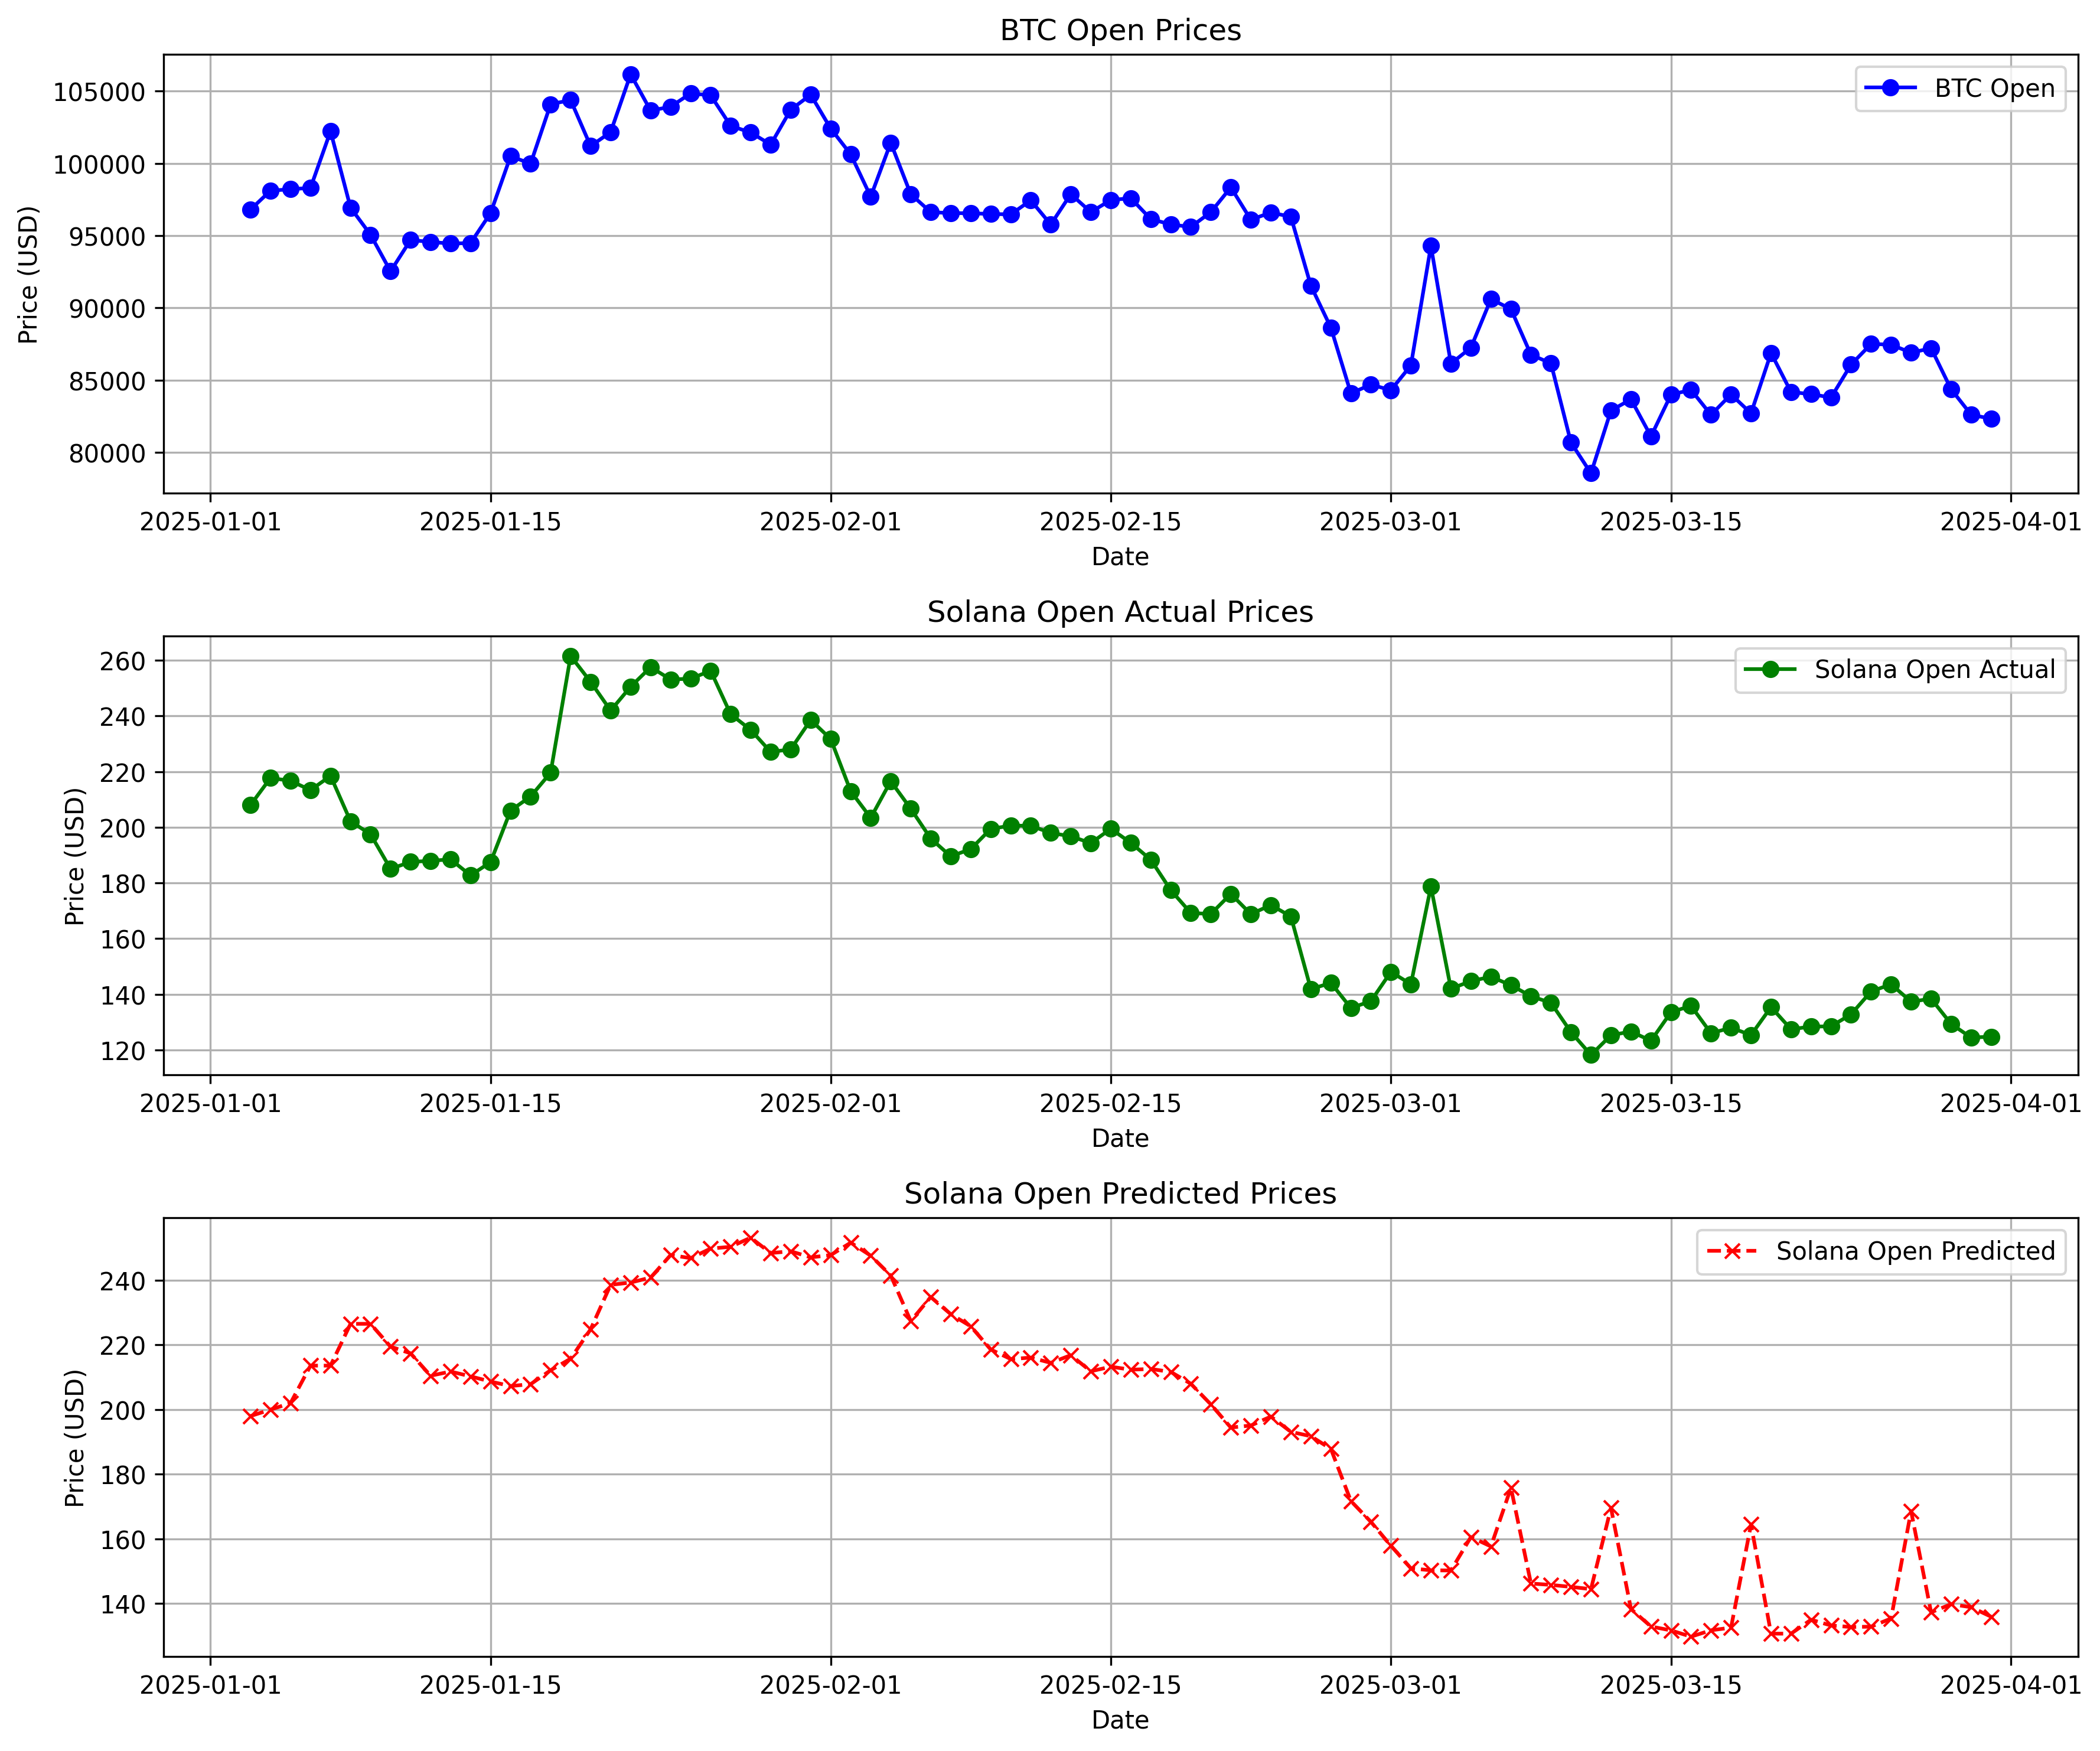 BTC Open Prices
BTC Open
105000
100000
95000
90000
85000
80000
Price (USD)
2025-01-01 2025-01-15 2025-02-01 2025-02-15 2025-03-01 2025-03-15 2025-04-01
Date
Solana Open Actual Prices
Solana Open Actual
260
240
220
200
180
160
140
120
Price (USD)
2025-01-01 2025-01-15 2025-02-01 2025-02-15 2025-03-01 2025-03-15 2025-04-01
Date
Solana Open Predicted Prices
Solana Open Predicted
240
220
200
180
160
140
Price (USD)
2025-01-01 2025-01-15 2025-02-01 2025-02-15 2025-03-01 2025-03-15 2025-04-01
Date